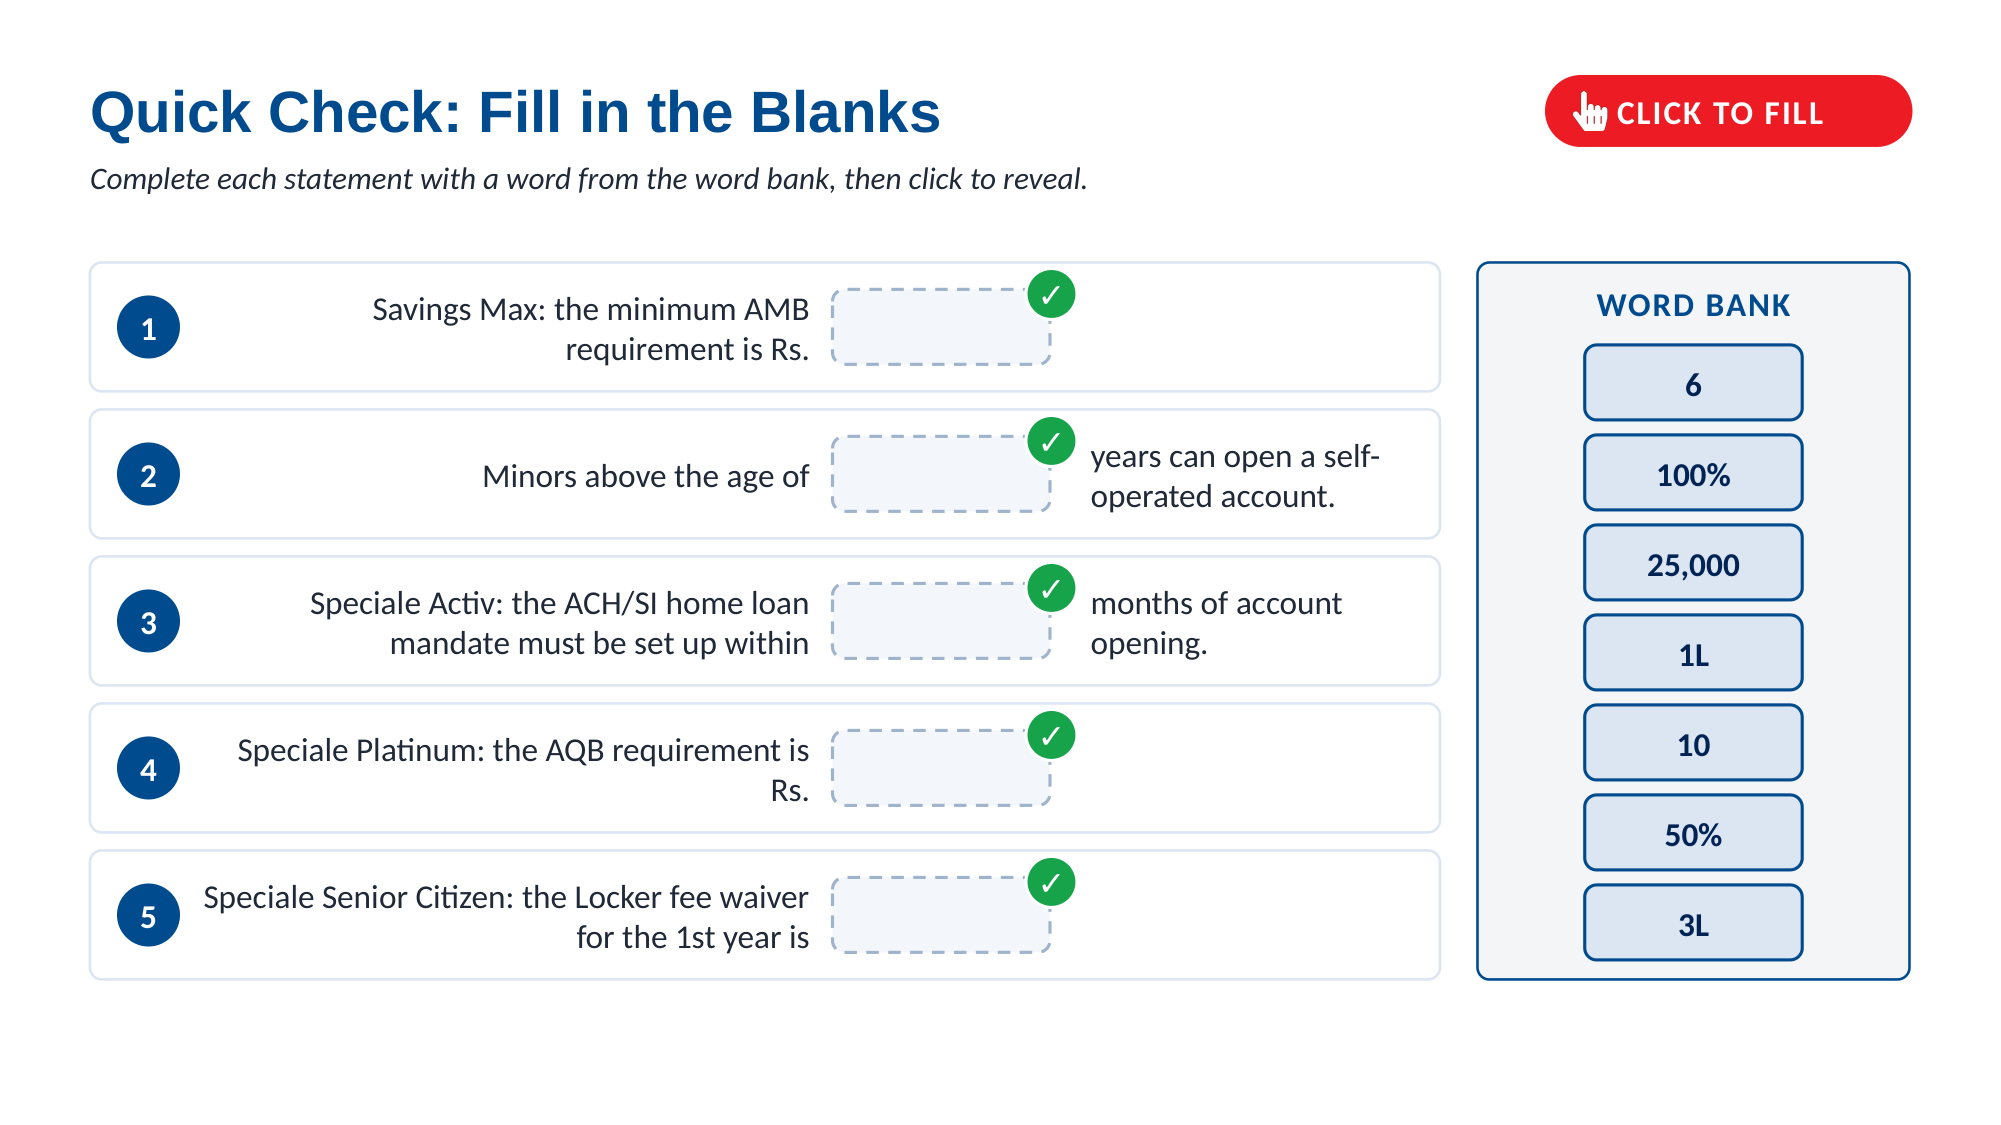 Quick Check: Fill in the Blanks
CLICK TO FILL
Complete each statement with a word from the word bank, then click to reveal.
1
Savings Max: the minimum AMB
requirement is Rs.
✓
2
Minors above the age of
✓
years can open a self-
operated account.
3
Speciale Activ: the ACH/SI home loan
mandate must be set up within
✓
months of account
opening.
4
Speciale Platinum: the AQB requirement is
Rs.
✓
5
Speciale Senior Citizen: the Locker fee waiver
for the 1st year is
✓
WORD BANK
6
100%
25,000
1L
10
50%
3L